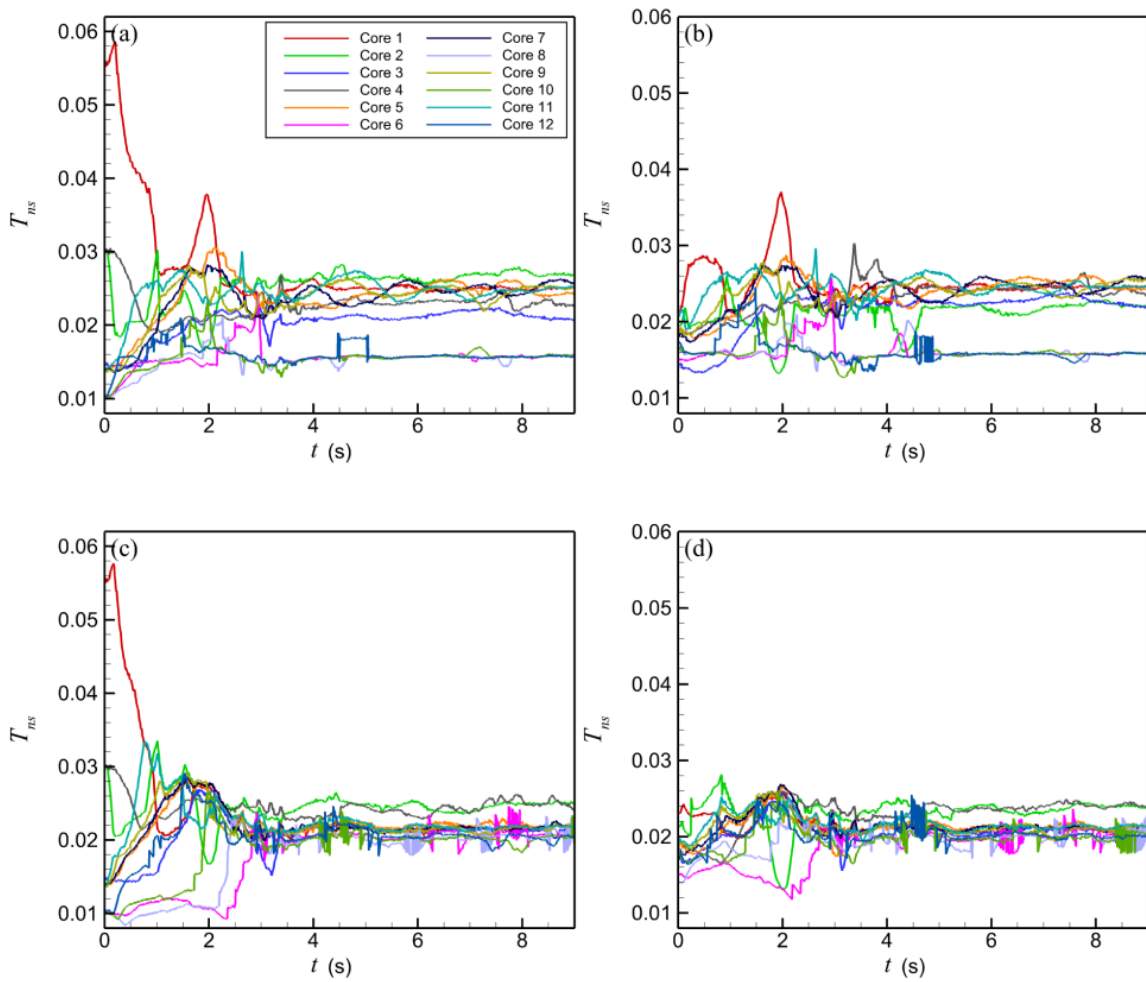 (a)
Core 1 Core 7
Core 2 Core 8
Core 3 Core 9
Core 4 Core 10
Core 5 Core 11
Core 6 Core 12
0.06
0.05
0.04
0.03
0.02
0.01
T_ns
0 2 4 6 8
t (s)
(b)
0.06
0.05
0.04
0.03
0.02
0.01
T_ns
0 2 4 6 8
t (s)
(c)
0.06
0.05
0.04
0.03
0.02
0.01
T_ns
0 2 4 6 8
t (s)
(d)
0.06
0.05
0.04
0.03
0.02
0.01
T_ns
0 2 4 6 8
t (s)